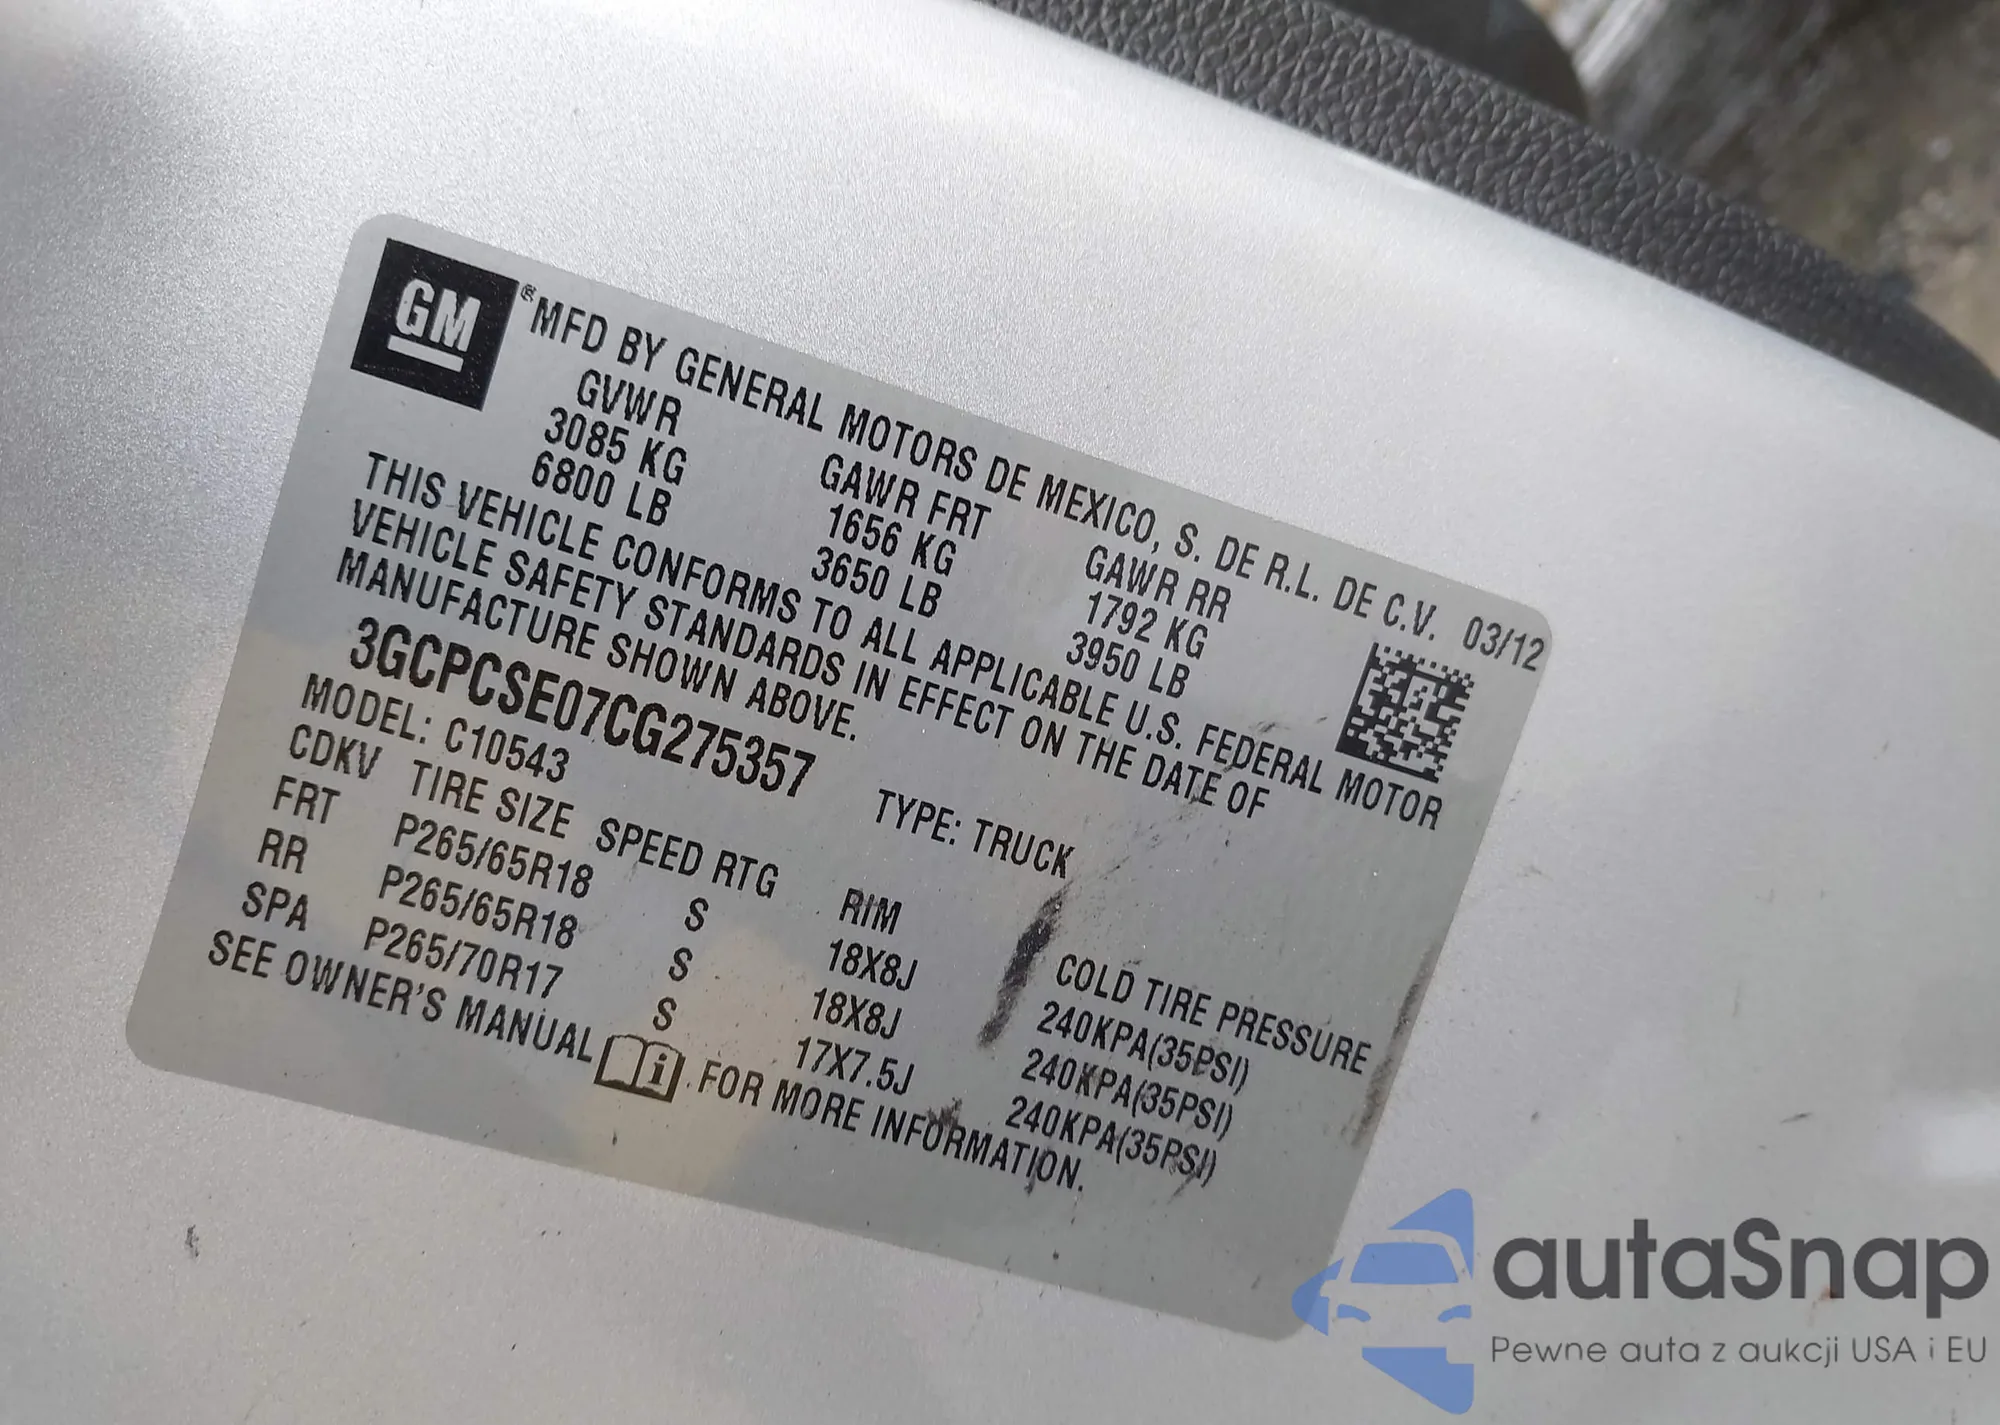 GM
®MFD BY GENERAL MOTORS DE MEXICO, S. DE R.L. DE C.V. 03/12
GVWR GAWR FRT GAWR RR
3085 KG 1656 KG 1792 KG
6800 LB 3650 LB 3950 LB
THIS VEHICLE CONFORMS TO ALL APPLICABLE U.S. FEDERAL MOTOR
VEHICLE SAFETY STANDARDS IN EFFECT ON THE DATE OF
MANUFACTURE SHOWN ABOVE.
3GCPCSE07CG275357 TYPE: TRUCK
MODEL: C10543
CDKV TIRE SIZE SPEED RTG RIM COLD TIRE PRESSURE
FRT P265/65R18 S 18X8J 240KPA(35PSI)
RR P265/65R18 S 18X8J 240KPA(35PSI)
SPA P265/70R17 S 17X7.5J 240KPA(35PSI)
SEE OWNER'S MANUAL i FOR MORE INFORMATION.
autaSnap
Pewne auta z aukcji USA i EU